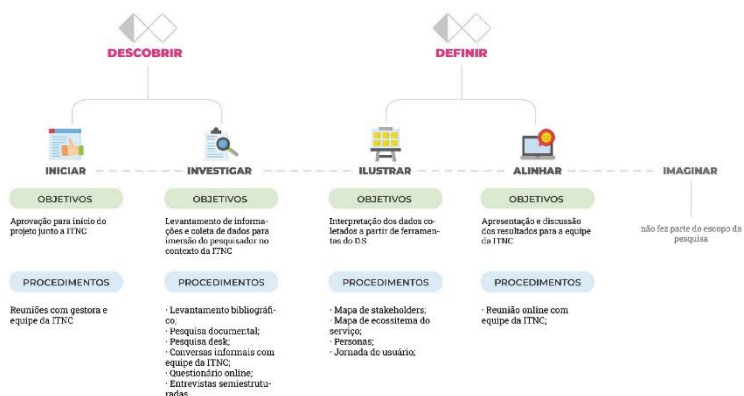 DESCOBRIR
DEFINIR
INICIAR
INVESTIGAR
ILUSTRAR
ALINHAR
IMAGINAR
OBJETIVOS
OBJETIVOS
OBJETIVOS
OBJETIVOS
Aprovação para início do
projeto junto a ITNC
Levantamento de informa-
ções e coleta de dados para
imersão do pesquisador no
contexto da ITNC
Interpretação dos dados co-
letados a partir de ferramen-
tas do D.S
Apresentação e discussão
dos resultados para a equipe
da ITNC
não fez parte do escopo da
pesquisa
PROCEDIMENTOS
PROCEDIMENTOS
PROCEDIMENTOS
PROCEDIMENTOS
Reuniões com gestora e
equipe da ITNC
· Levantamento bibliográfi-
co;
· Pesquisa documental;
· Pesquisa desk;
· Conversas informais com
equipe da ITNC;
· Questionário online;
· Entrevistas semiestrutu-
radas
· Mapa de stakeholders;
· Mapa de ecossitema do
serviço;
· Personas;
· Jornada do usuário;
· Reunião online com
equipe da ITNC;